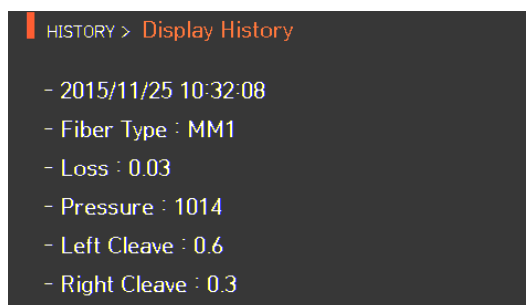 HISTORY > Display History
- 2015/11/25 10:32:08
- Fiber Type : MM1
- Loss : 0.03
- Pressure : 1014
- Left Cleave : 0.6
- Right Cleave : 0.3